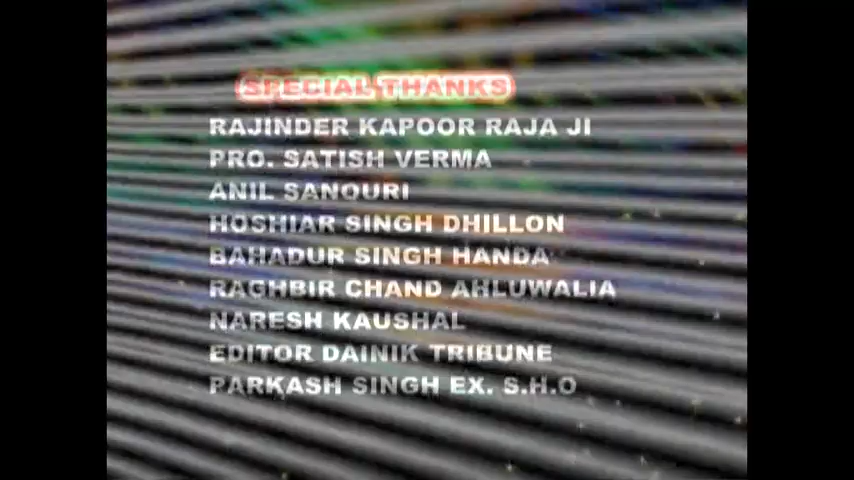 SPECIAL THANKS
RAJINDER KAPOOR RAJA JI
PRO. SATISH VERMA
ANIL SANOURI
HOSHIAR SINGH DHILLON
BAHADUR SINGH HANDA
RAGHBIR CHAND AHLUWALIA
NARESH KAUSHAL
EDITOR DAINIK TRIBUNE
PARKASH SINGH EX. S.H.O